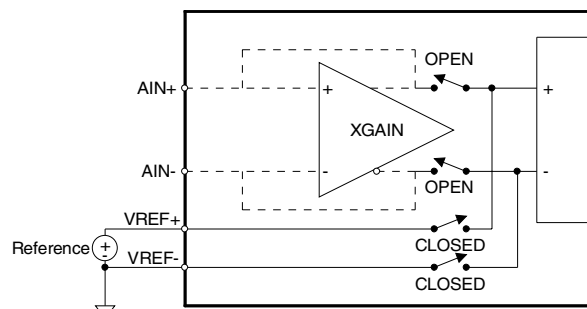 OPEN
AIN+
+
+
XGAIN
AIN-
-
-
OPEN
VREF+
Reference
+
-
CLOSED
VREF-
CLOSED